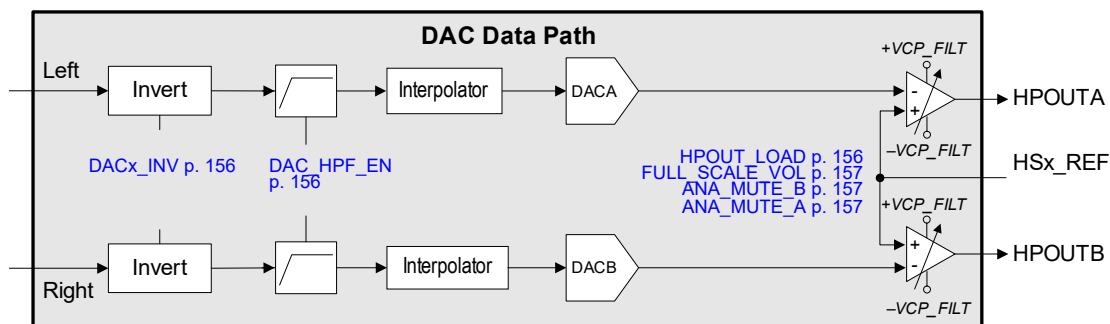 DAC Data Path
+VCP_FILT
Left
Invert
Interpolator
DACA
-
+
HPOUTA
–VCP_FILT
DACx_INV p. 156
DAC_HPF_EN
p. 156
HPOUT_LOAD p. 156
FULL_SCALE_VOL p. 157
ANA_MUTE_B p. 157
ANA_MUTE_A p. 157
HSx_REF
+VCP_FILT
Right
Invert
Interpolator
DACB
+
-
HPOUTB
–VCP_FILT